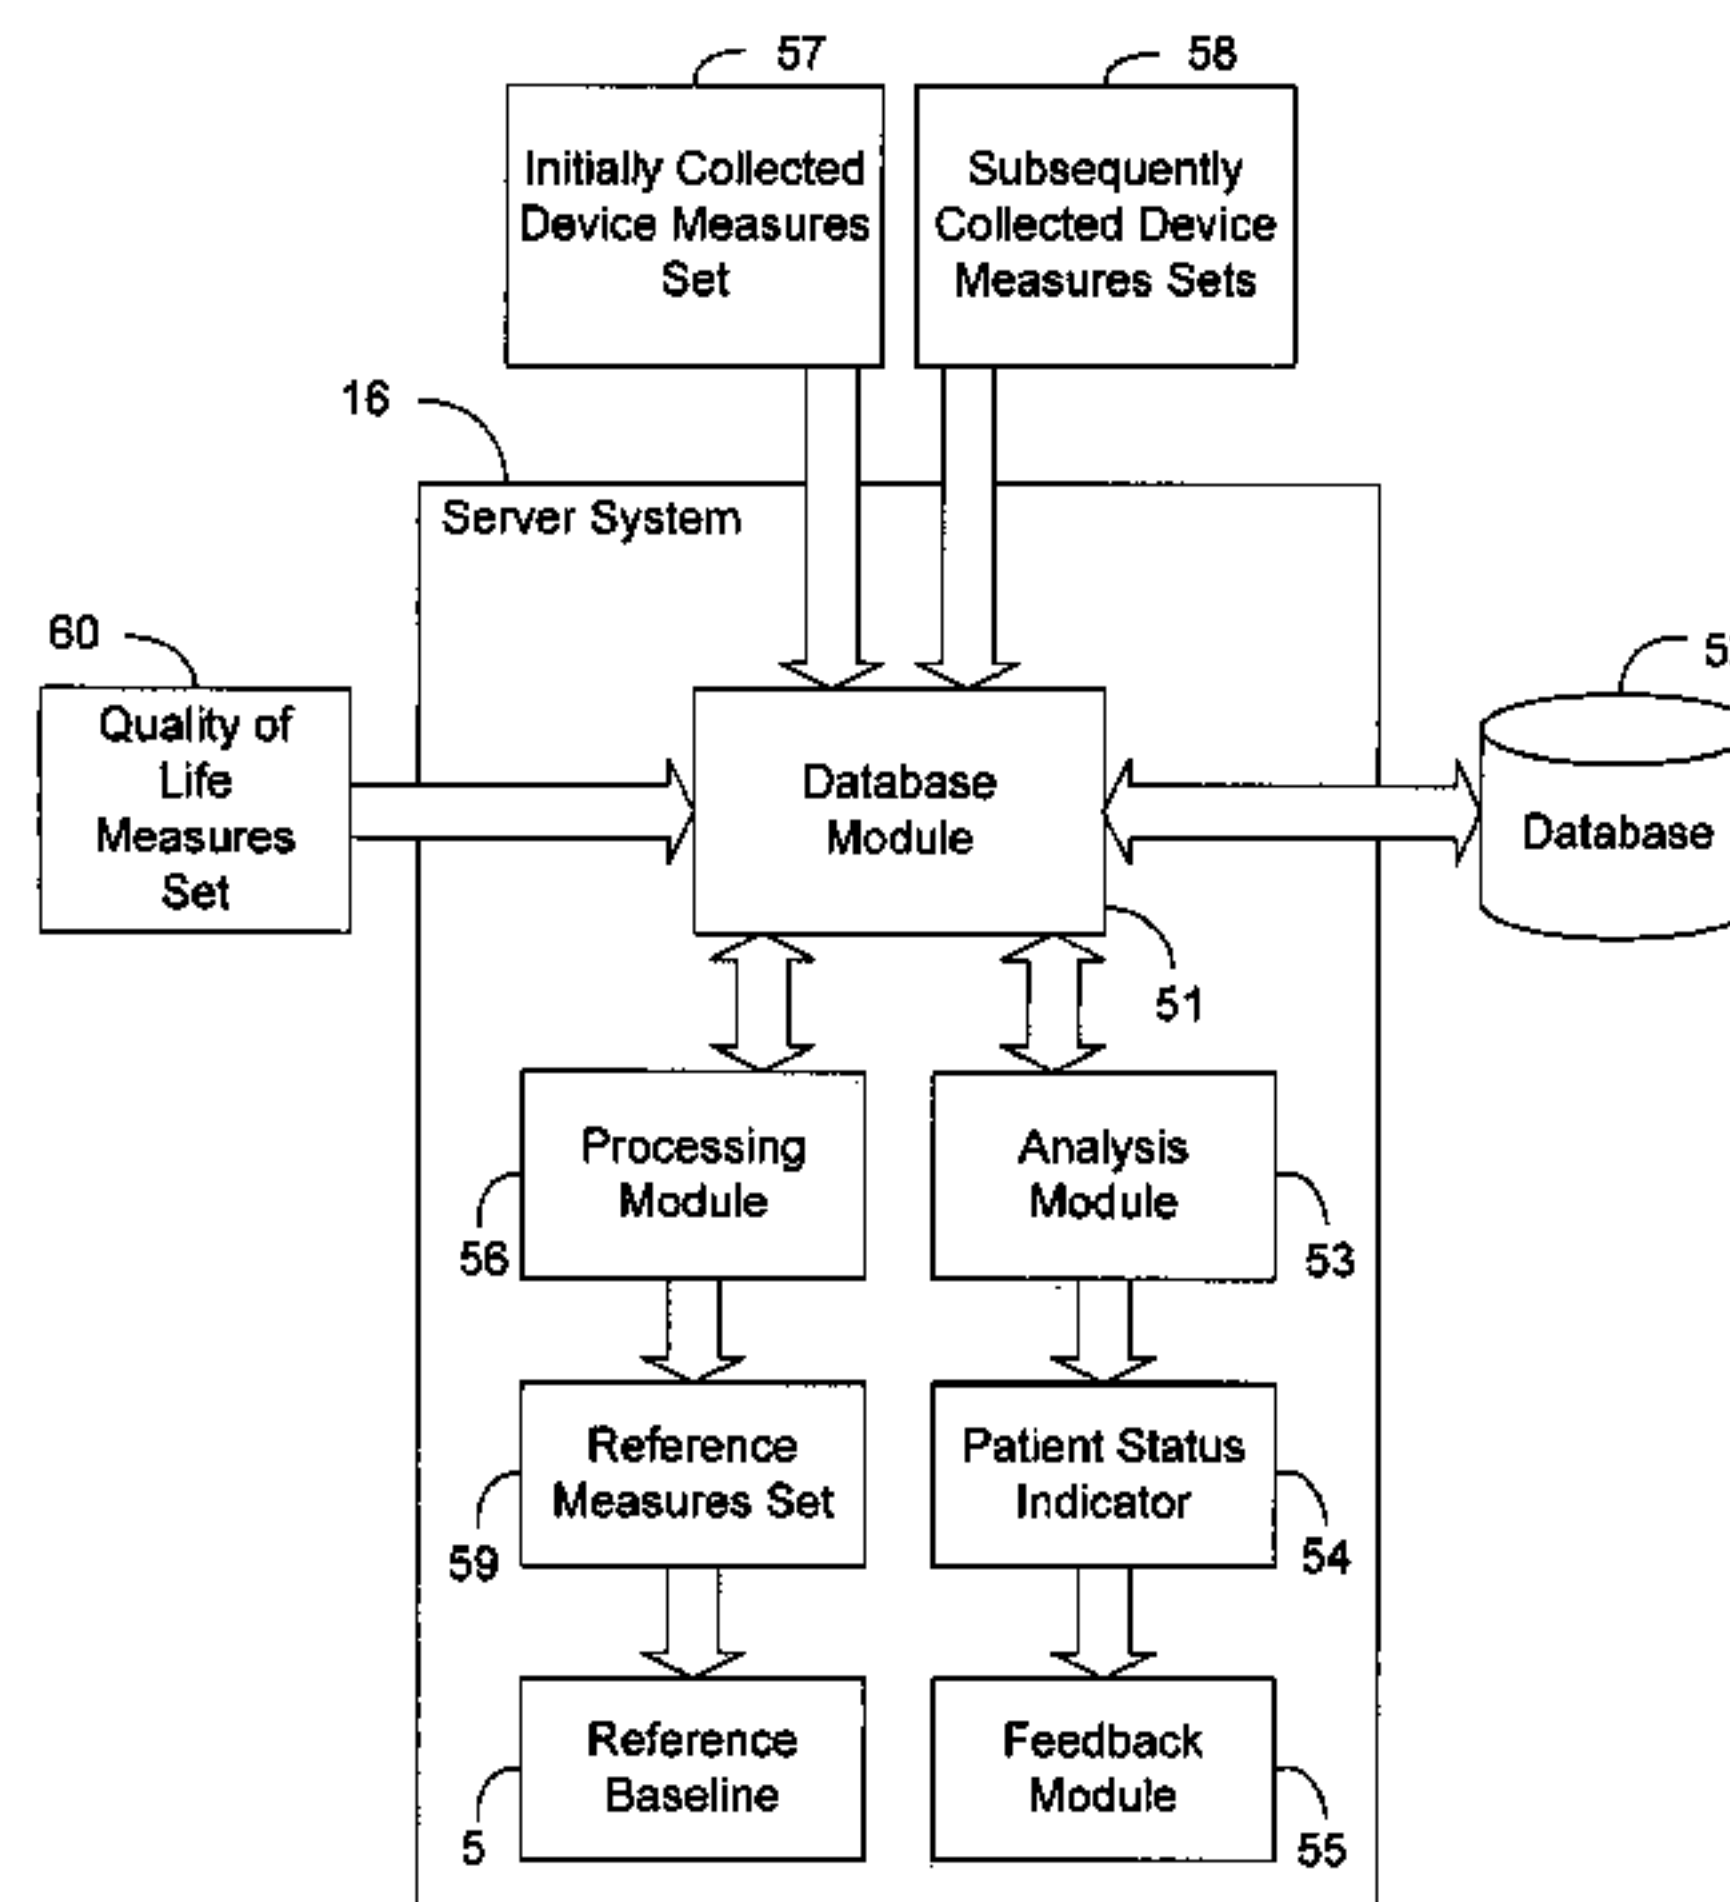 57
58
Initially Collected
Device Measures
Set
Subsequently
Collected Device
Measures Sets
16
Server System
60
Quality of
Life
Measures
Set
Database
Module
Database
51
Processing
Module
Analysis
Module
56
53
Reference
Measures Set
Patient Status
Indicator
59
54
Reference
Baseline
Feedback
Module
5
55